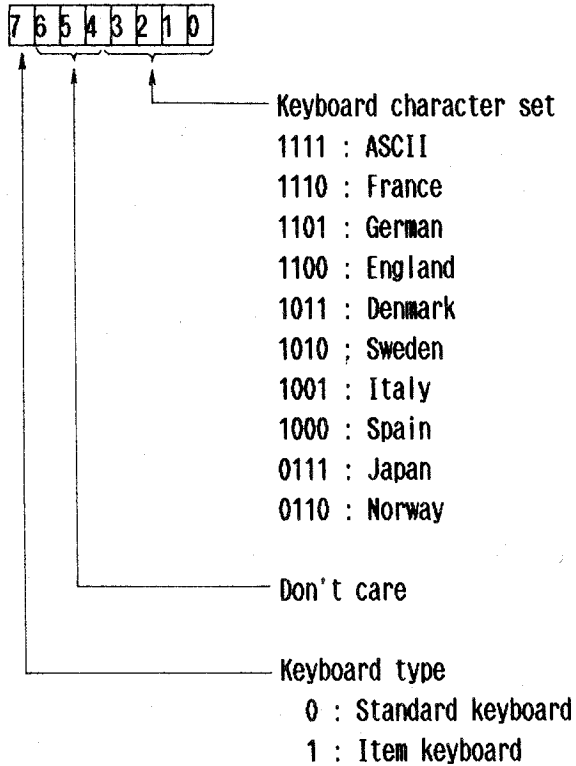 7 6 5 4 3 2 1 0
Keyboard character set
1111 : ASCII
1110 : France
1101 : German
1100 : England
1011 : Denmark
1010 ; Sweden
1001 : Italy
1000 : Spain
0111 : Japan
0110 : Norway
Don't care
Keyboard type
0 : Standard keyboard
1 : Item keyboard